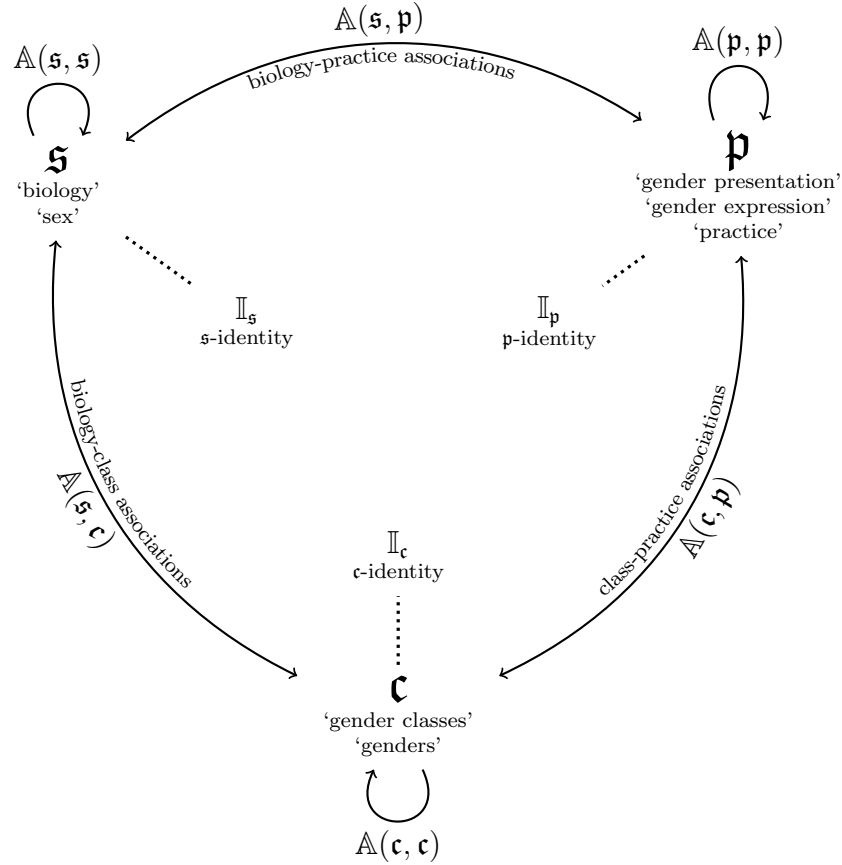 𝔸(𝔰, 𝔭)
biology-practice associations
𝔸(𝔰, 𝔰)
𝔸(𝔭, 𝔭)
𝔰
‘biology’
‘sex’
𝔭
‘gender presentation’
‘gender expression’
‘practice’
𝕀𝔰
𝔰-identity
𝕀𝔭
𝔭-identity
biology-class associations
𝔸(𝔰, 𝔠)
class-practice associations
𝔸(𝔠, 𝔭)
𝕀𝔠
𝔠-identity
𝔠
‘gender classes’
‘genders’
𝔸(𝔠, 𝔠)